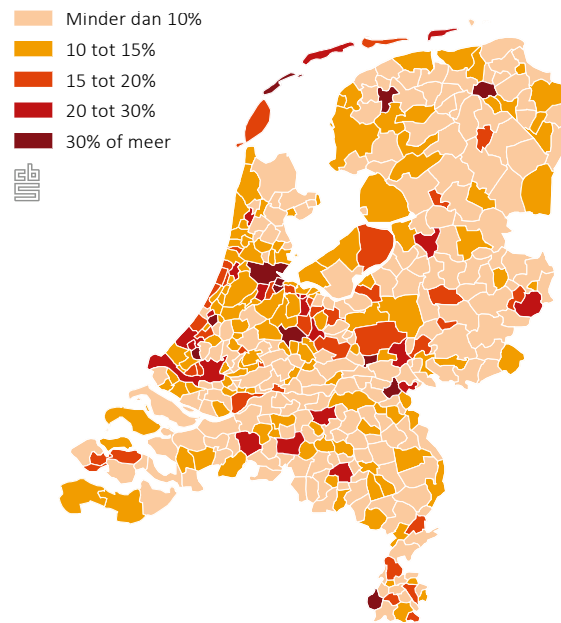 Minder dan 10%
10 tot 15%
15 tot 20%
20 tot 30%
30% of meer